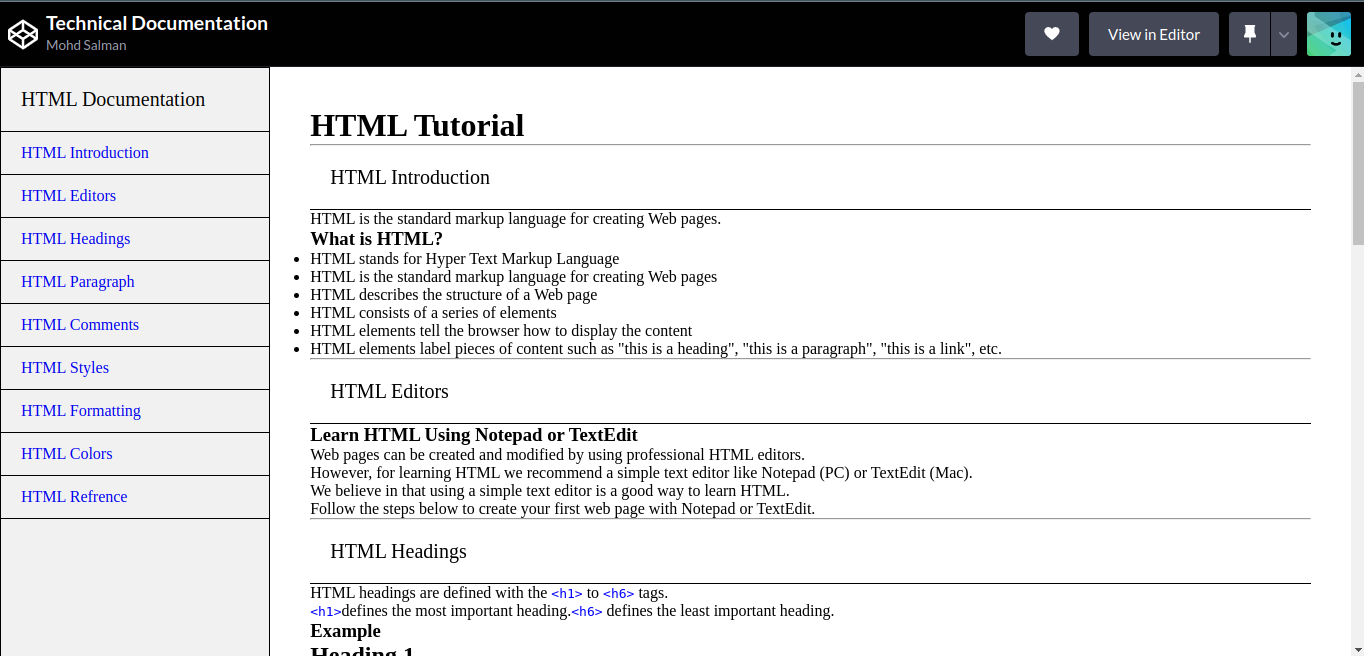 Technical Documentation
Mohd Salman
View in Editor
HTML Documentation
HTML Introduction
HTML Editors
HTML Headings
HTML Paragraph
HTML Comments
HTML Styles
HTML Formatting
HTML Colors
HTML Refrence
HTML Tutorial
HTML Introduction
HTML is the standard markup language for creating Web pages.
What is HTML?
HTML stands for Hyper Text Markup Language
HTML is the standard markup language for creating Web pages
HTML describes the structure of a Web page
HTML consists of a series of elements
HTML elements tell the browser how to display the content
HTML elements label pieces of content such as "this is a heading", "this is a paragraph", "this is a link", etc.
HTML Editors
Learn HTML Using Notepad or TextEdit
Web pages can be created and modified by using professional HTML editors.
However, for learning HTML we recommend a simple text editor like Notepad (PC) or TextEdit (Mac).
We believe in that using a simple text editor is a good way to learn HTML.
Follow the steps below to create your first web page with Notepad or TextEdit.
HTML Headings
HTML headings are defined with the <h1> to <h6> tags.
<h1>defines the most important heading.<h6> defines the least important heading.
Example
Heading 1